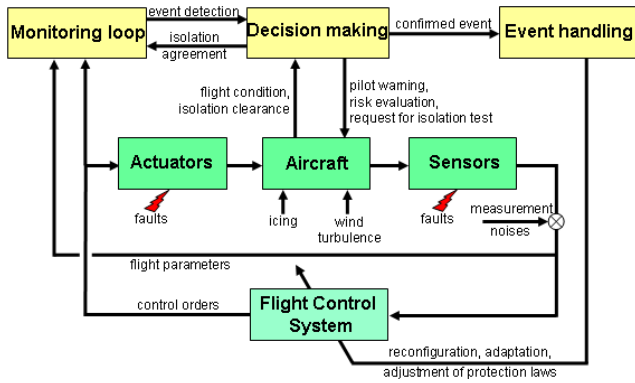 event detection
Monitoring loop
Decision making
confirmed event
Event handling
isolation
agreement
flight condition,
isolation clearance
pilot warning,
risk evaluation,
request for isolation test
Actuators
Aircraft
Sensors
faults
icing
wind
turbulence
faults
measurement
noises
flight parameters
control orders
Flight Control
System
reconfiguration, adaptation,
adjustment of protection laws